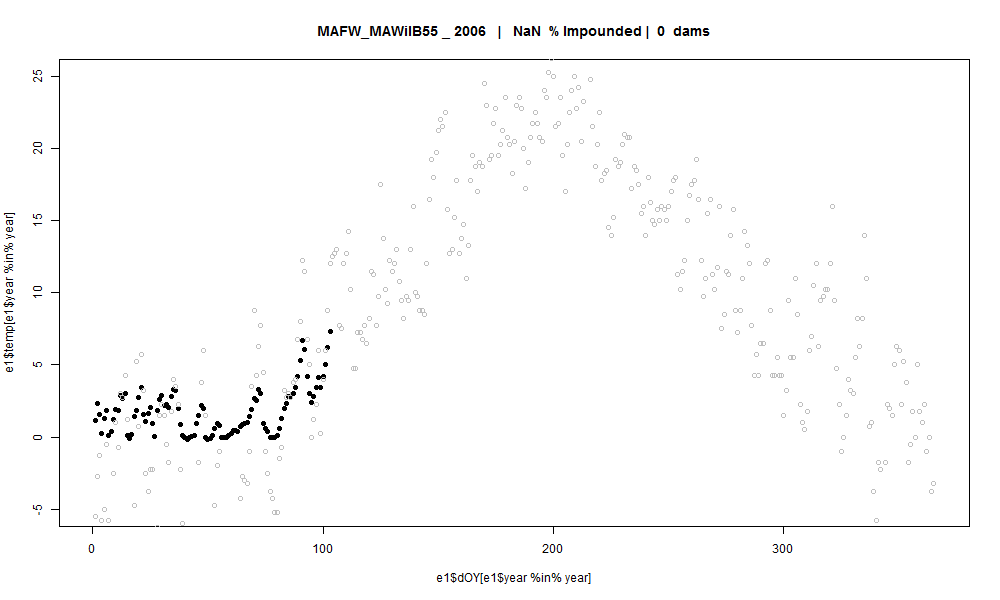 MAFW_MAWilB55 _ 2006 | NaN % Impounded | 0 dams
e1$temp[e1$year %in% year]
25
20
15
10
5
0
-5
0 100 200 300
e1$dOY[e1$year %in% year]